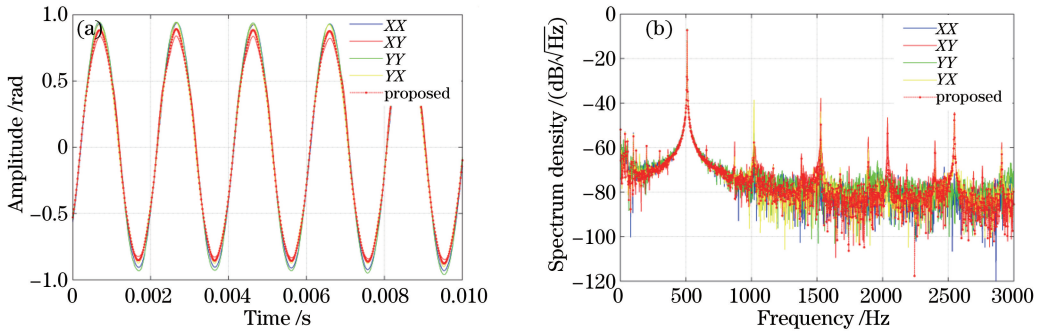 (a)
XX
XY
YY
YX
proposed
1.0
0.5
0
−0.5
−1.0
Amplitude /rad
0
0.002
0.004
0.006
0.008
0.010
Time /s
(b)
XX
XY
YY
YX
proposed
0
−20
−40
−60
−80
−100
−120
Spectrum density /(dB/√Hz)
0
500
1000
1500
2000
2500
3000
Frequency /Hz